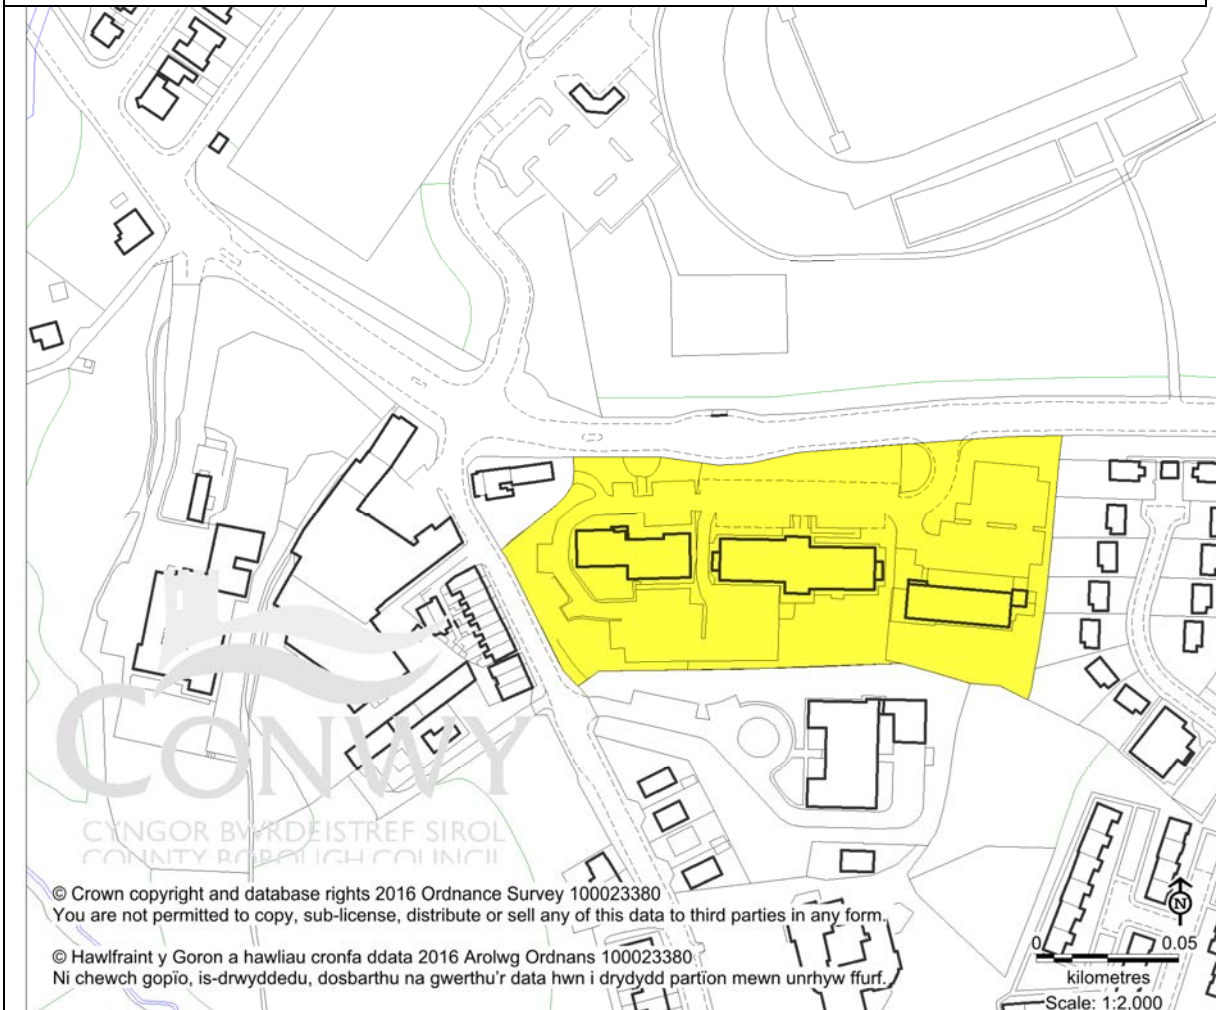 CONWY
CYNGOR BWRDEISTREF SIROL
COUNTY BOROUGH COUNCIL
© Crown copyright and database rights 2016 Ordnance Survey 100023380
You are not permitted to copy, sub-license, distribute or sell any of this data to third parties in any form.
© Hawlfraint y Goron a hawliau cronfa ddata 2016 Arolwg Ordnans 100023380
Ni chewch gopïo, is-drwyddedu, dosbarthu na gwerthu'r data hwn i drydydd partïon mewn unrhyw ffurf.
N
0 0.05
kilometres
Scale: 1:2,000